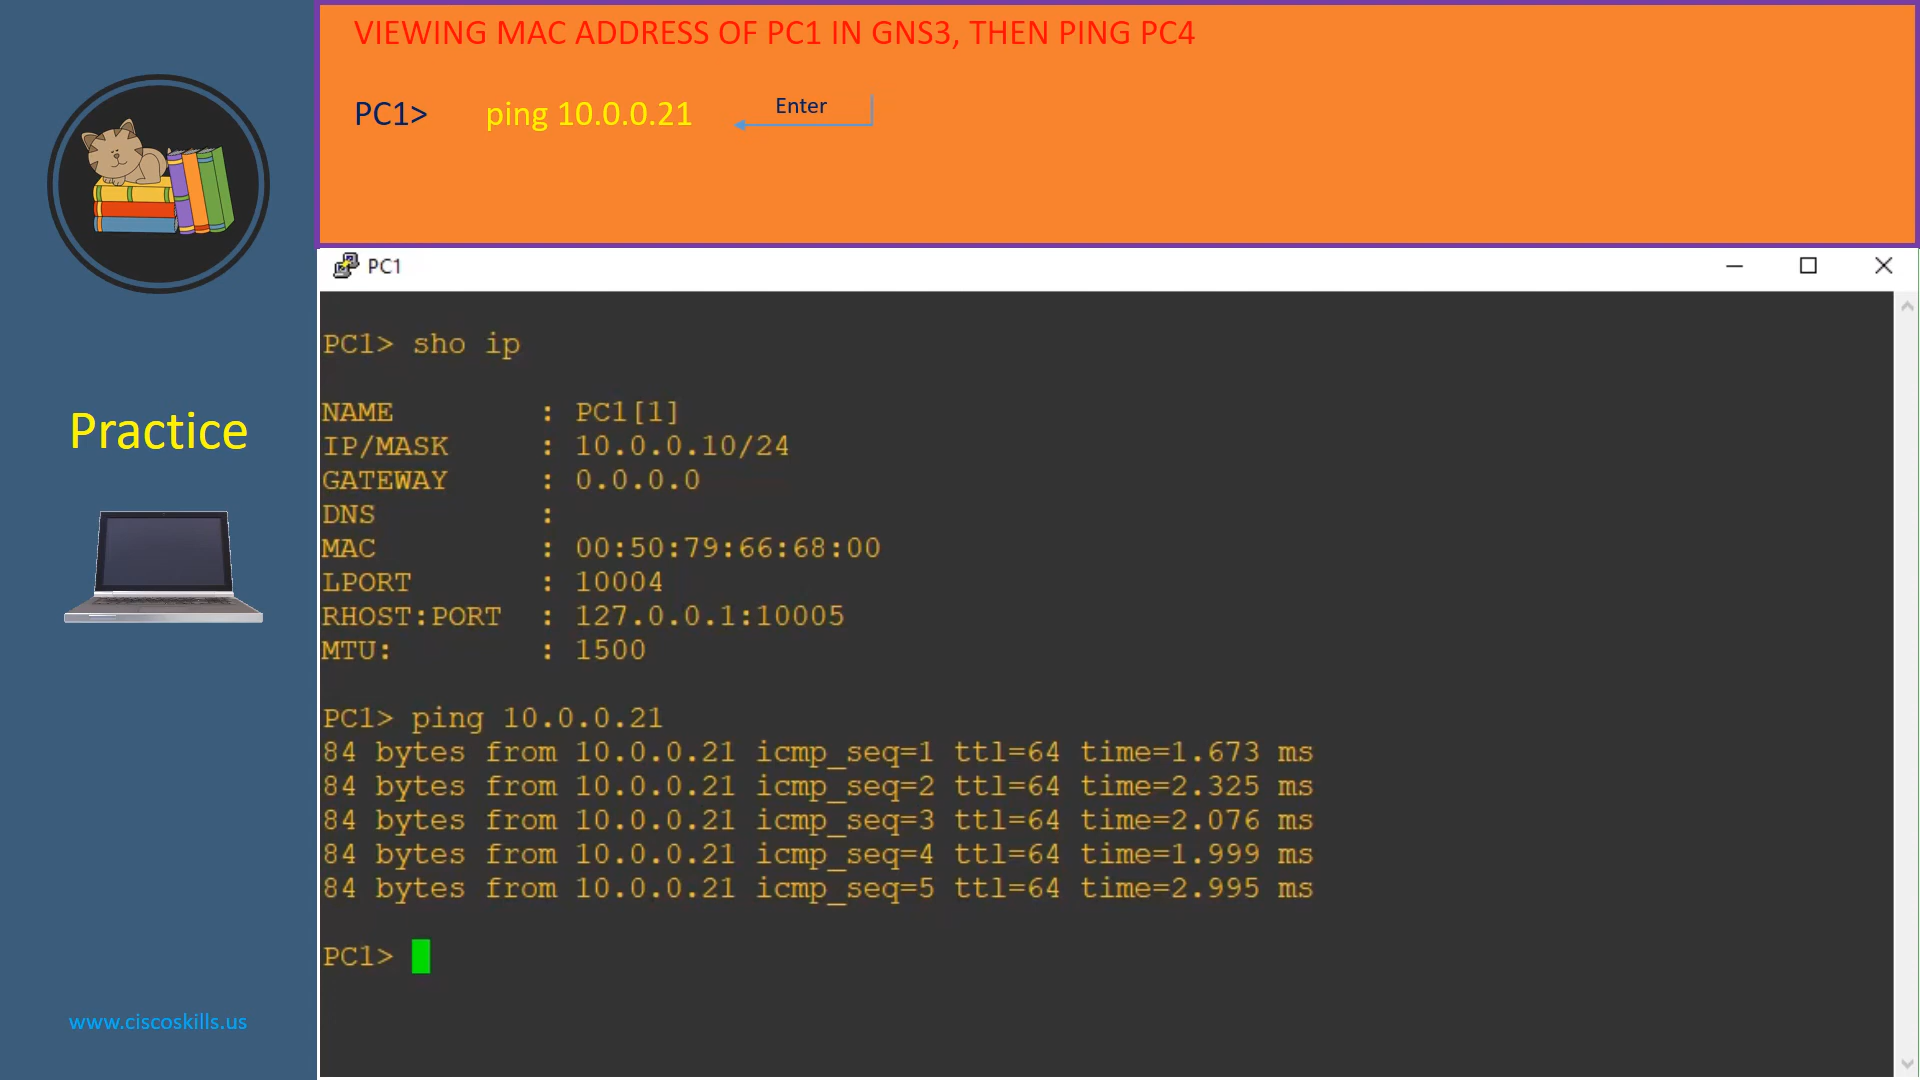 VIEWING MAC ADDRESS OF PC1 IN GNS3, THEN PING PC4
PC1> ping 10.0.0.21 Enter
Practice
www.ciscoskills.us
PC1
PC1> sho ip
NAME : PC1[1]
IP/MASK : 10.0.0.10/24
GATEWAY : 0.0.0.0
DNS :
MAC : 00:50:79:66:68:00
LPORT : 10004
RHOST:PORT : 127.0.0.1:10005
MTU: : 1500
PC1> ping 10.0.0.21
84 bytes from 10.0.0.21 icmp_seq=1 ttl=64 time=1.673 ms
84 bytes from 10.0.0.21 icmp_seq=2 ttl=64 time=2.325 ms
84 bytes from 10.0.0.21 icmp_seq=3 ttl=64 time=2.076 ms
84 bytes from 10.0.0.21 icmp_seq=4 ttl=64 time=1.999 ms
84 bytes from 10.0.0.21 icmp_seq=5 ttl=64 time=2.995 ms
PC1>